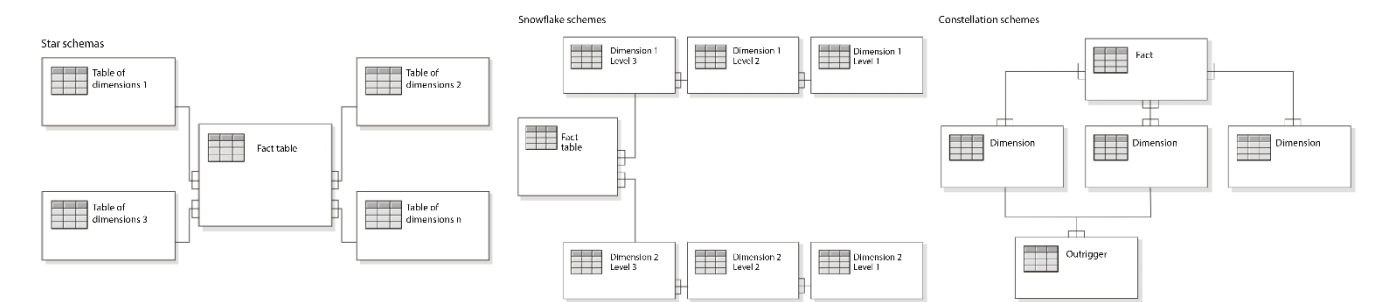 Star schemas
Table of
dimensions 1
Table of
dimensions 2
Fact table
Table of
dimensions 3
Table of
dimensions n
Snowflake schemes
Dimension 1
Level 3
Dimension 1
Level 2
Dimension 1
Level 1
Fact
table
Dimension 2
Level 3
Dimension 2
Level 2
Dimension 2
Level 1
Constellation schemes
Fact
Dimension
Dimension
Dimension
Outrigger